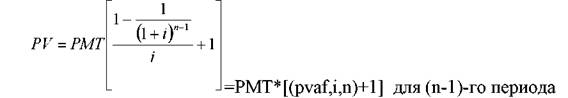 PV = PMT[(1 - 1/(1+i)^(n-1))/i + 1]=PMT*[(pvaf,i,n)+1] для (n-1)-го периода